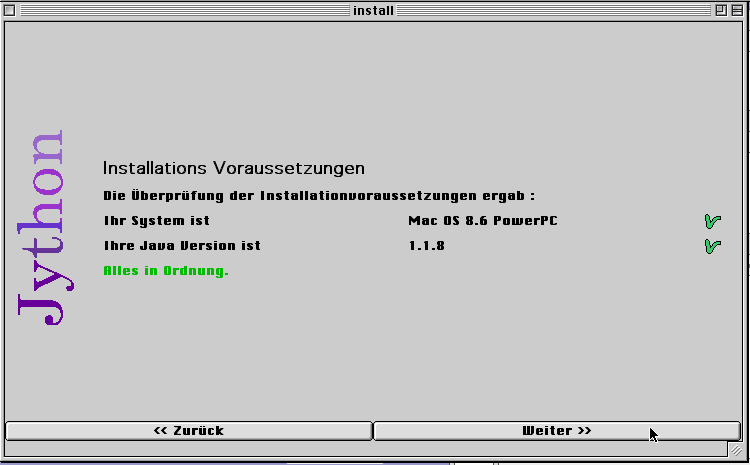 install
Jython
Installations Voraussetzungen
Die Überprüfung der Installationvoraussetzungen ergab :
Ihr System ist Mac OS 8.6 PowerPC
Ihre Java Version ist 1.1.8
Alles in Ordnung.
<< Zurück Weiter >>